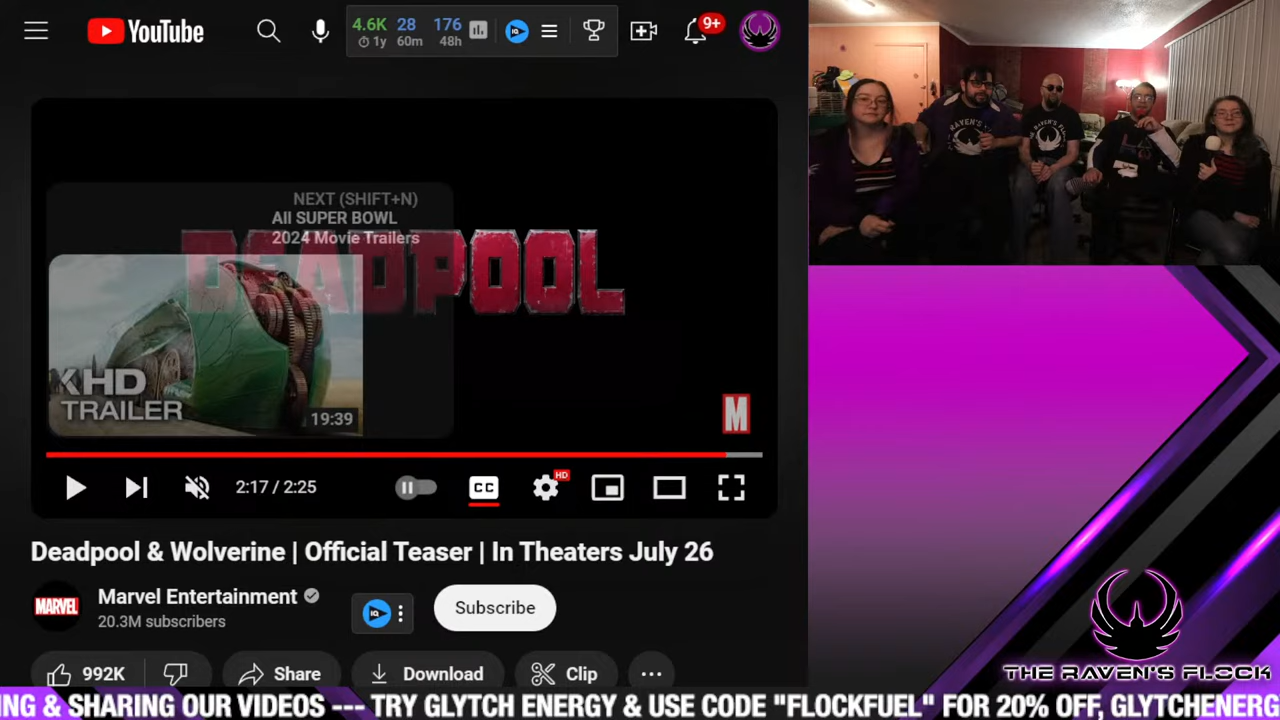 YouTube
4.6K 28 176
1y 60m 48h
9+
NEXT (SHIFT+N)
All SUPER BOWL
2024 Movie Trailers
DEADPOOL
KHD
TRAILER
19:39
M
2:17 / 2:25
CC
HD
Deadpool & Wolverine | Official Teaser | In Theaters July 26
MARVEL
Marvel Entertainment
20.3M subscribers
IQ
Subscribe
992K
Share
Download
Clip
RAVEN'S
THE RAVEN'S FLOCK
ING & SHARING OUR VIDEOS --- TRY GLYTCH ENERGY & USE CODE "FLOCKFUEL" FOR 20% OFF, GLYTCHENERG